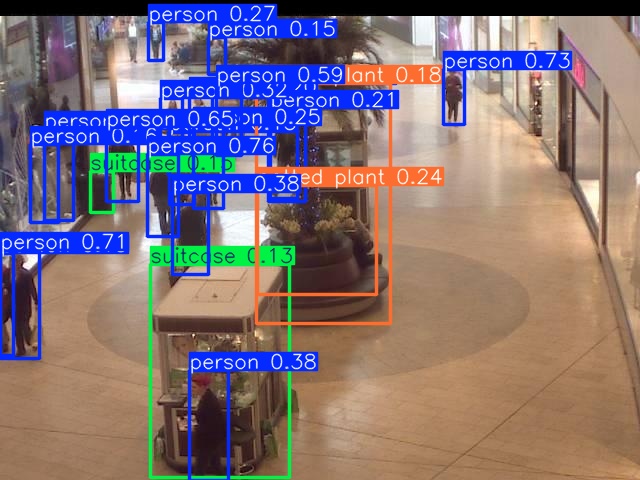 person 0.27
person 0.15
person 0.73
person 0.59
lant 0.18
person 0.21
person 0.65
0.25
person 0.76
suitcase 0.1
person 0.38
plant 0.24
person 0.71
suitcase 0.13
person 0.38